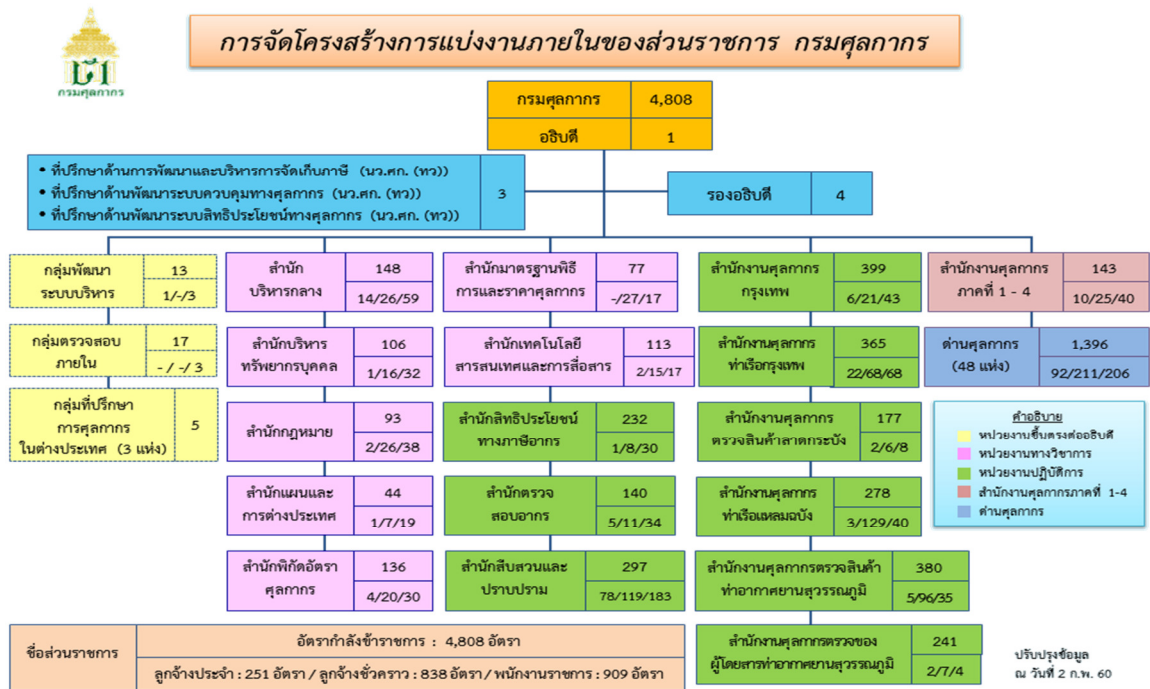 กรมศุลกากร
การจัดโครงสร้างการแบ่งงานภายในของส่วนราชการ กรมศุลกากร
กรมศุลกากร 4,808
อธิบดี 1
• ที่ปรึกษาด้านการพัฒนาและบริหารการจัดเก็บภาษี (นว.ศก. (ทว))
• ที่ปรึกษาด้านพัฒนาระบบควบคุมทางศุลกากร (นว.ศก. (ทว))
• ที่ปรึกษาด้านพัฒนาระบบสิทธิประโยชน์ทางศุลกากร (นว.ศก. (ทว))
3
รองอธิบดี 4
กลุ่มพัฒนา
ระบบบริหาร
13
1/-/3
กลุ่มตรวจสอบ
ภายใน
17
- / -/ 3
กลุ่มที่ปรึกษา
การศุลกากร
ในต่างประเทศ (3 แห่ง)
5
สำนัก
บริหารกลาง
148
14/26/59
สำนักบริหาร
ทรัพยากรบุคคล
106
1/16/32
สำนักกฎหมาย
93
2/26/38
สำนักแผนและ
การต่างประเทศ
44
1/7/19
สำนักพิกัดอัตรา
ศุลกากร
136
4/20/30
สำนักมาตรฐานพิธี
การและราคาศุลกากร
77
-/27/17
สำนักเทคโนโลยี
สารสนเทศและการสื่อสาร
113
2/15/17
สำนักสิทธิประโยชน์
ทางภาษีอากร
232
1/8/30
สำนักตรวจ
สอบอากร
140
5/11/34
สำนักสืบสวนและ
ปราบปราม
297
78/119/183
สำนักงานศุลกากร
กรุงเทพ
399
6/21/43
สำนักงานศุลกากร
ท่าเรือกรุงเทพ
365
22/68/68
สำนักงานศุลกากร
ตรวจสินค้าลาดกระบัง
177
2/6/8
สำนักงานศุลกากร
ท่าเรือแหลมฉบัง
278
3/129/40
สำนักงานศุลกากรตรวจสินค้า
ท่าอากาศยานสุวรรณภูมิ
380
5/96/35
สำนักงานศุลกากรตรวจของ
ผู้โดยสารท่าอากาศยานสุวรรณภูมิ
241
2/7/4
สำนักงานศุลกากร
ภาคที่ 1 - 4
143
10/25/40
ด่านศุลกากร
(48 แห่ง)
1,396
92/211/206
คำอธิบาย
หน่วยงานขึ้นตรงต่ออธิบดี
หน่วยงานทางวิชาการ
หน่วยงานปฏิบัติการ
สำนักงานศุลกากรภาคที่ 1-4
ด่านศุลกากร
ชื่อส่วนราชการ
อัตรากำลังข้าราชการ : 4,808 อัตรา
ลูกจ้างประจำ : 251 อัตรา / ลูกจ้างชั่วคราว : 838 อัตรา / พนักงานราชการ : 909 อัตรา
ปรับปรุงข้อมูล
ณ วันที่ 2 ก.พ. 60